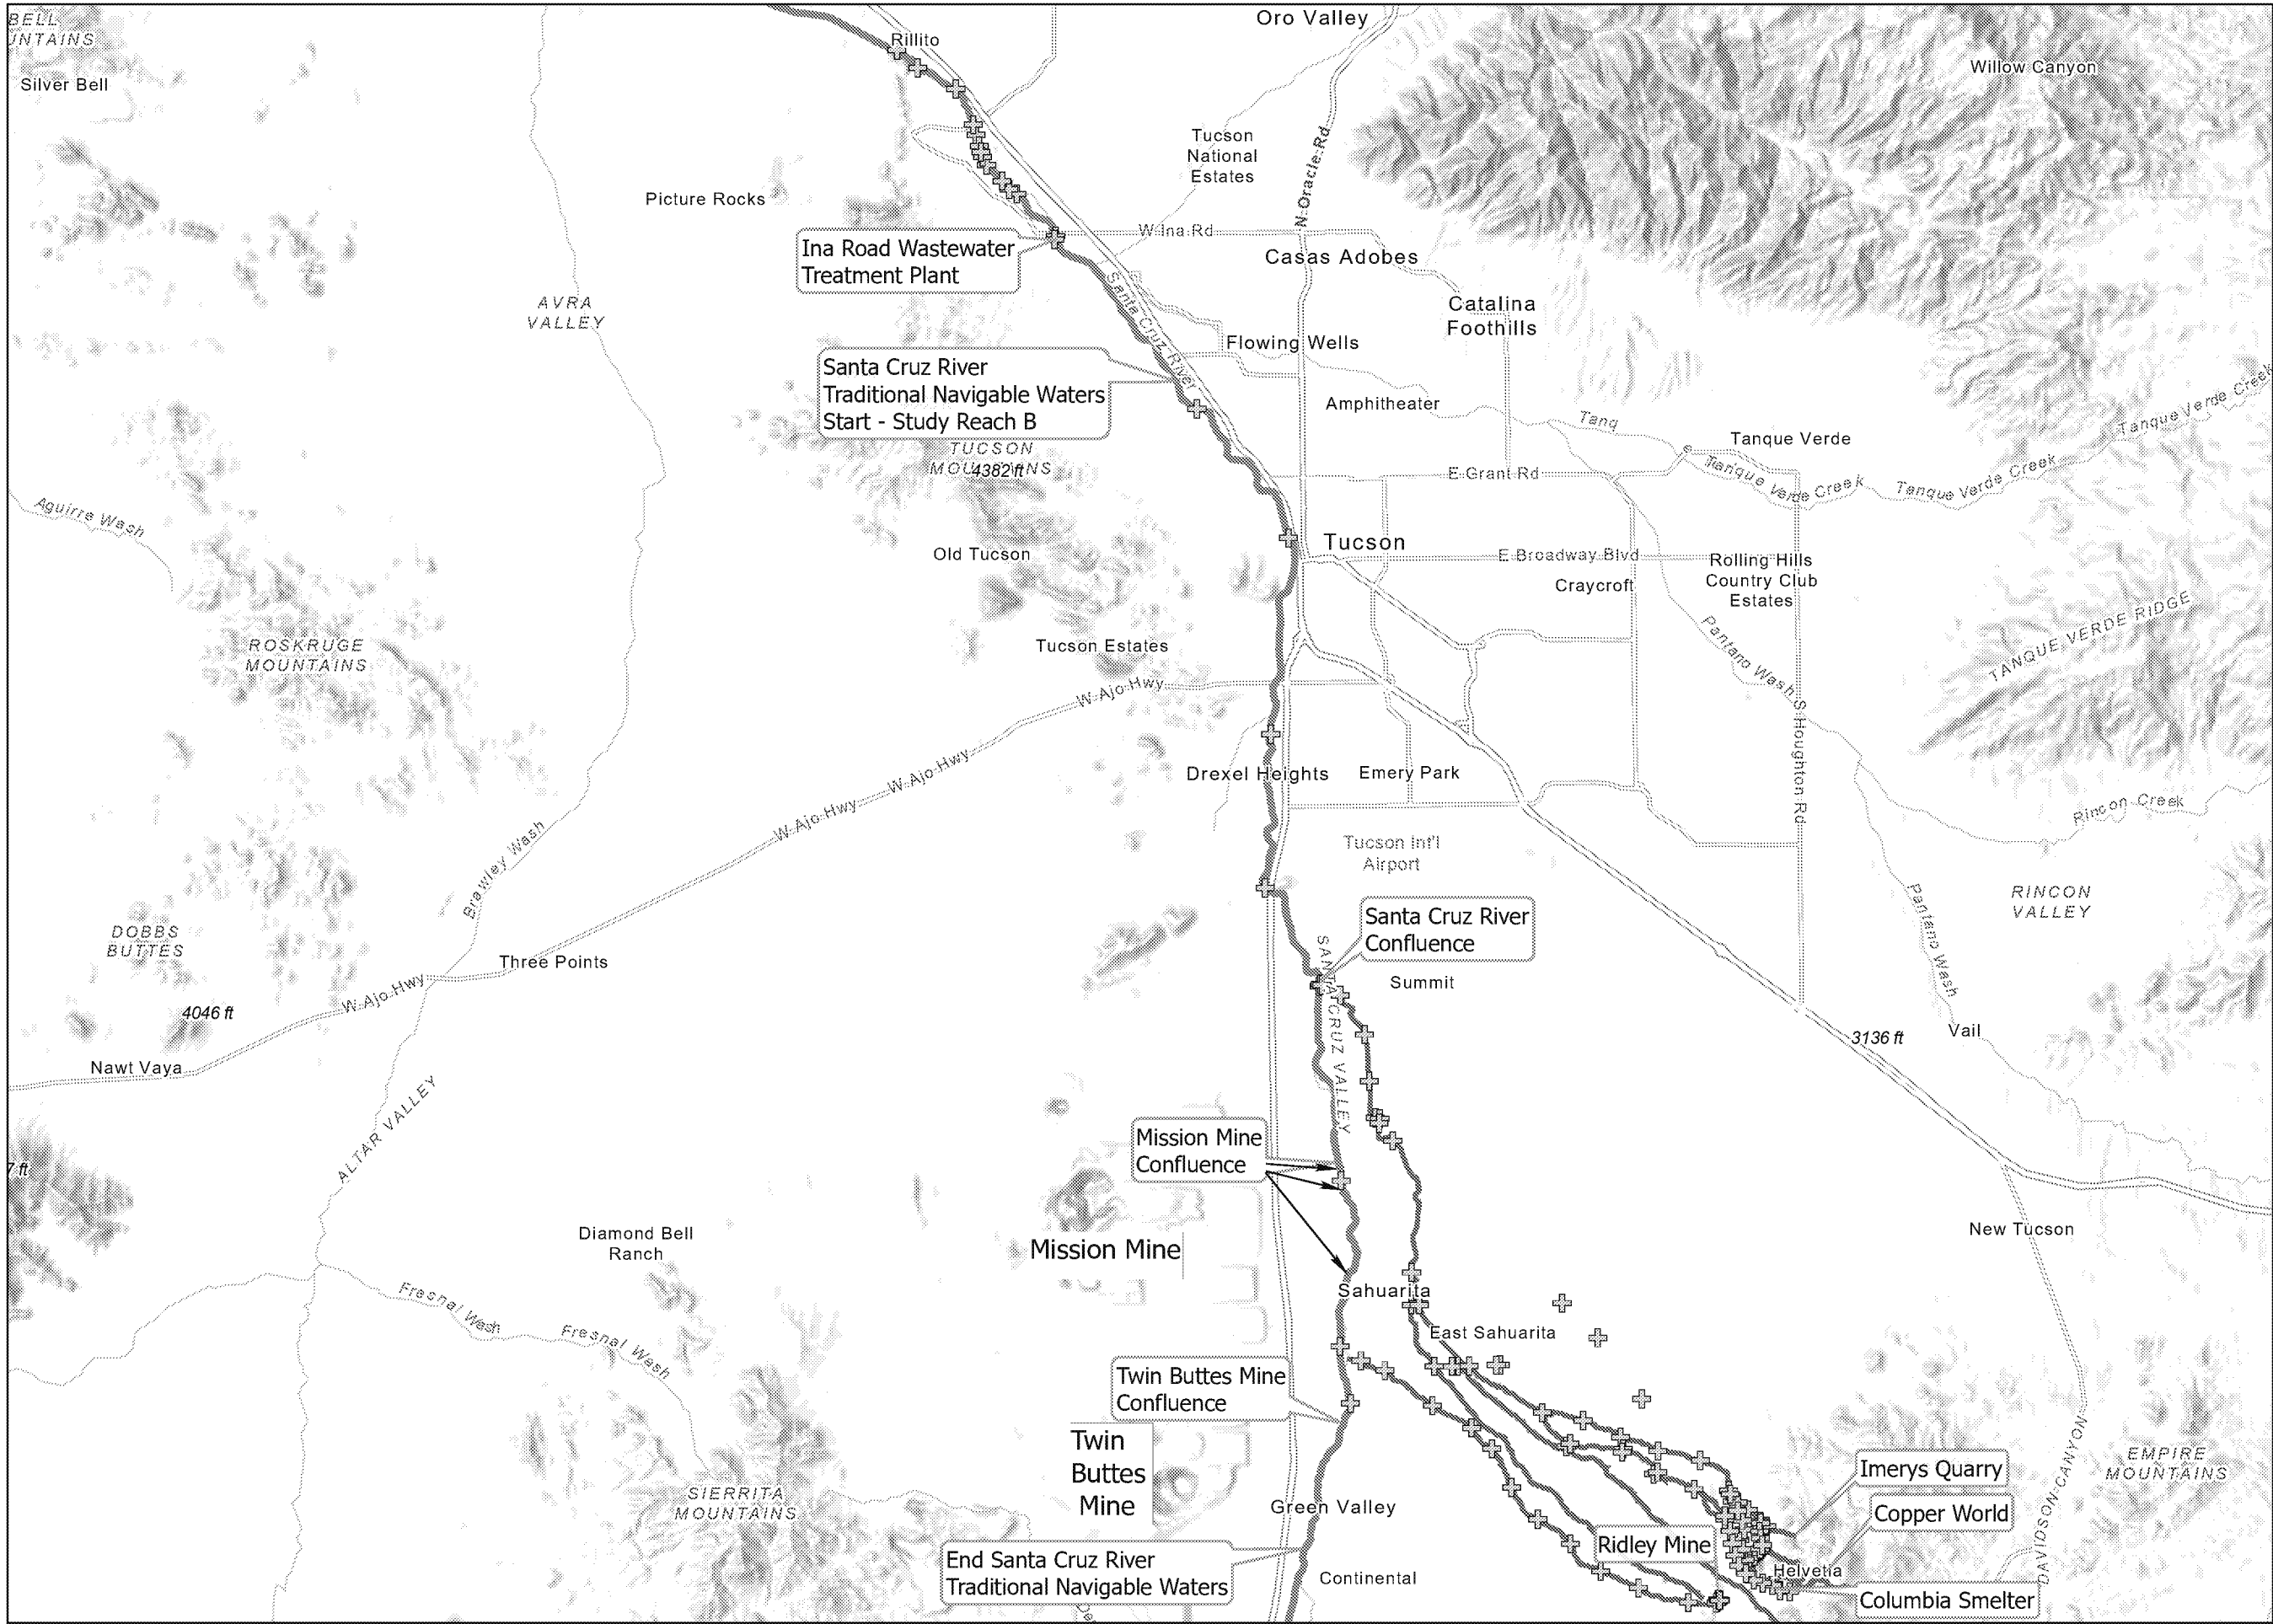 BELL
UNTAINS
Silver Bell
Rillito
Oro Valley
Willow Canyon
Tucson
National
Estates
N Oracle Rd
Picture Rocks
W Ina Rd
Ina Road Wastewater
Treatment Plant
Casas Adobes
AVRA
VALLEY
Santa Cruz River
Catalina
Foothills
Flowing Wells
Santa Cruz River
Traditional Navigable Waters
Start - Study Reach B
Amphitheater
Tanq
e
Tanque Verde
Tanque Verde Creek
Tanque Verde Creek
Tanque Verde Creek
TUCSON
MOUNTAINS
4382 ft
E Grant Rd
Aguirre Wash
Old Tucson
Tucson
E Broadway Blvd
Craycroft
Rolling Hills
Country Club
Estates
TANQUE VERDE RIDGE
ROSKRUGE
MOUNTAINS
Tucson Estates
Pantano Wash
W Ajo Hwy
W Ajo Hwy
W Ajo Hwy
S Houghton Rd
Drexel Heights
Emery Park
Rincon Creek
Brawley Wash
Tucson Int'l
Airport
RINCON
VALLEY
Pantano Wash
DOBBS
BUTTES
Santa Cruz River
Confluence
SANTA CRUZ VALLEY
Three Points
W Ajo Hwy
Summit
4046 ft
Vail
3136 ft
Nawt Vaya
ALTAR VALLEY
Mission Mine
Confluence
7 ft
Diamond Bell
Ranch
Mission Mine
New Tucson
Fresnal Wash
Fresnal Wash
Sahuarita
East Sahuarita
Twin Buttes Mine
Confluence
Twin
Buttes
Mine
EMPIRE
MOUNTAINS
Imerys Quarry
SIERRITA
MOUNTAINS
Green Valley
Copper World
DAVIDSON CANYON
Ridley Mine
End Santa Cruz River
Traditional Navigable Waters
Continental
Helvetia
Columbia Smelter